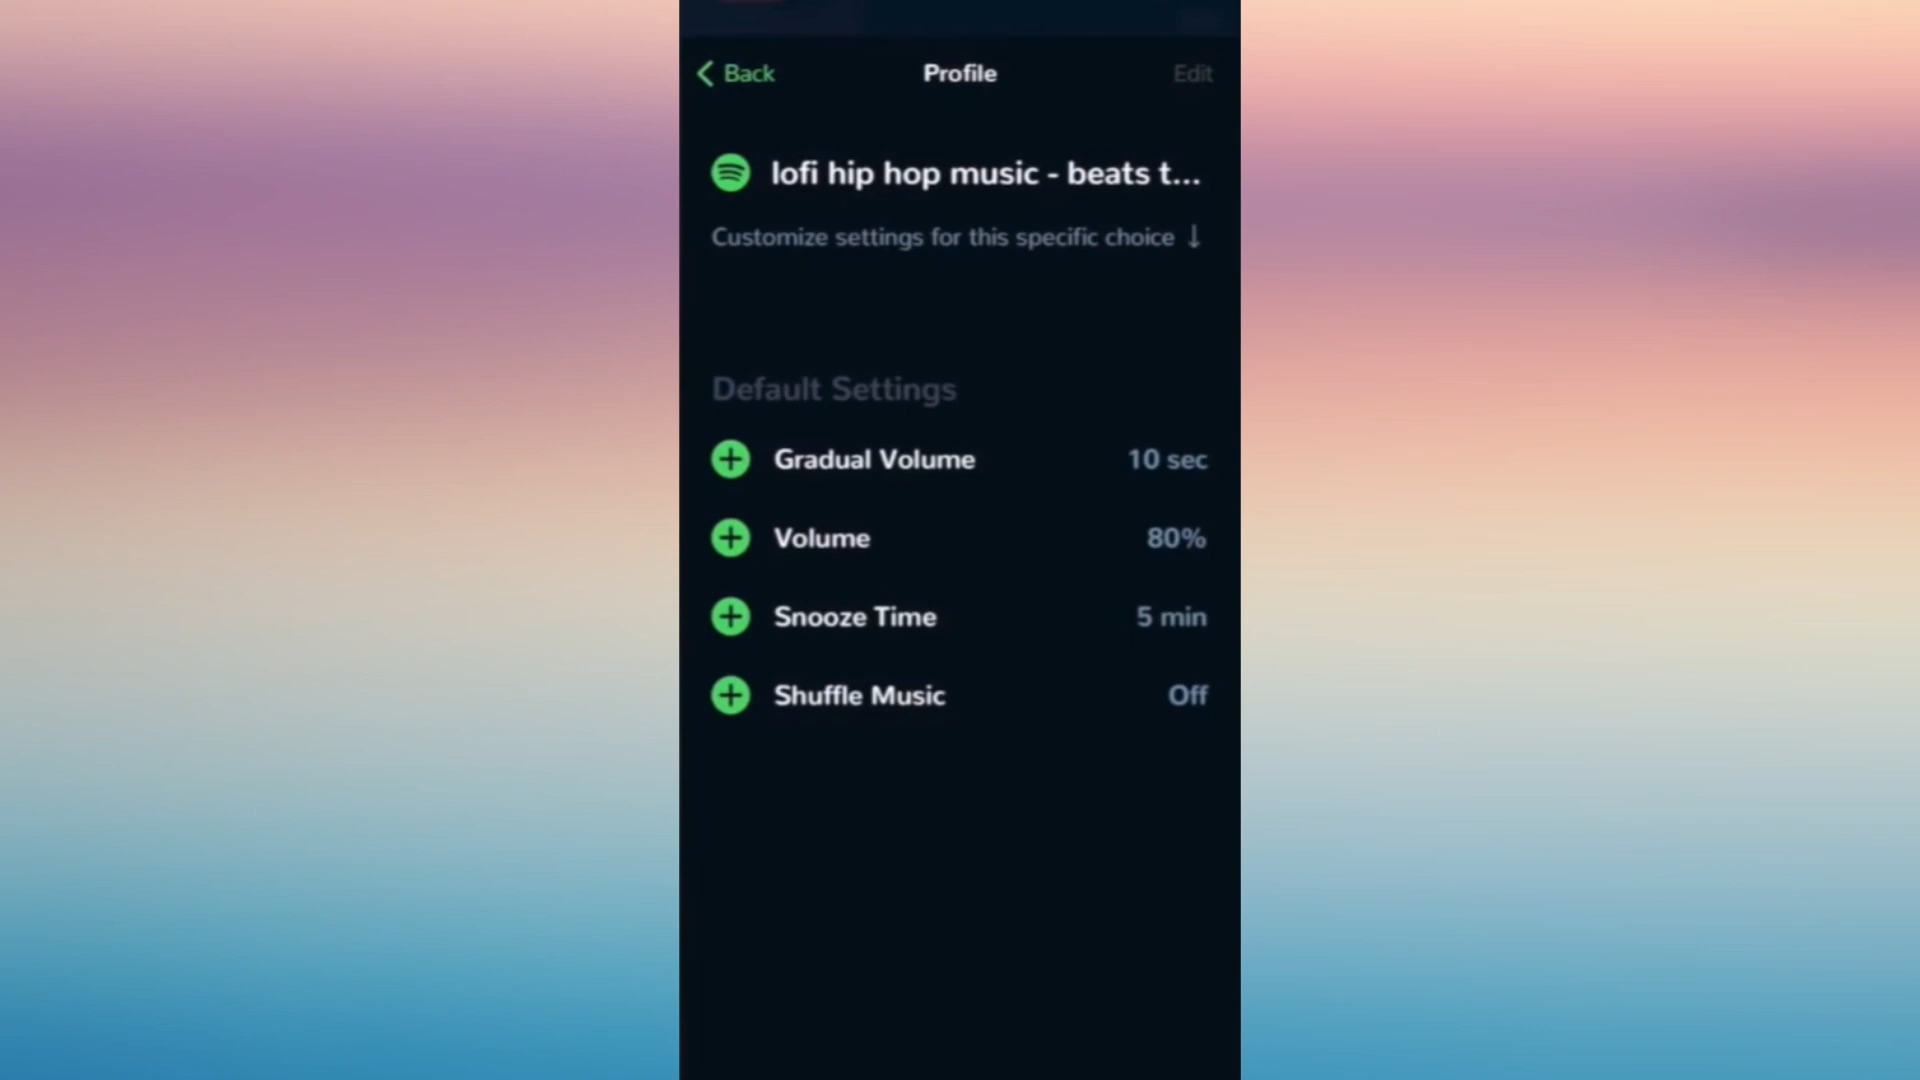 Back
Profile
Edit
lofi hip hop music - beats t...
Customize settings for this specific choice ↓
Default Settings
Gradual Volume 10 sec
Volume 80%
Snooze Time 5 min
Shuffle Music Off